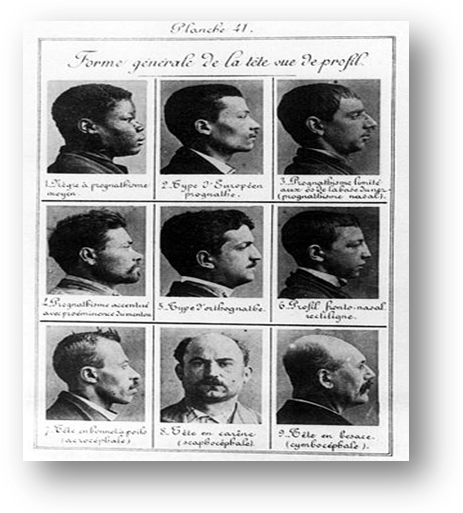 Planche 41.
Forme générale de la tête vue de profil.
1. Nègre à prognathisme
moyen.
2. Type d'Européen
prognathe.
3. Prognathisme limité
aux os de la base du nez
(prognathisme nasal).
4. Prognathisme accentué
avec proéminence du menton
5. Type d'orthognathe.
6. Profil fronto-nasal
rectiligne.
7. Tête en bonnet à poils
(acrocéphale)
8. Tête en carène
(scaphocéphale).
9. Tête en besace.
(cymbocéphale)